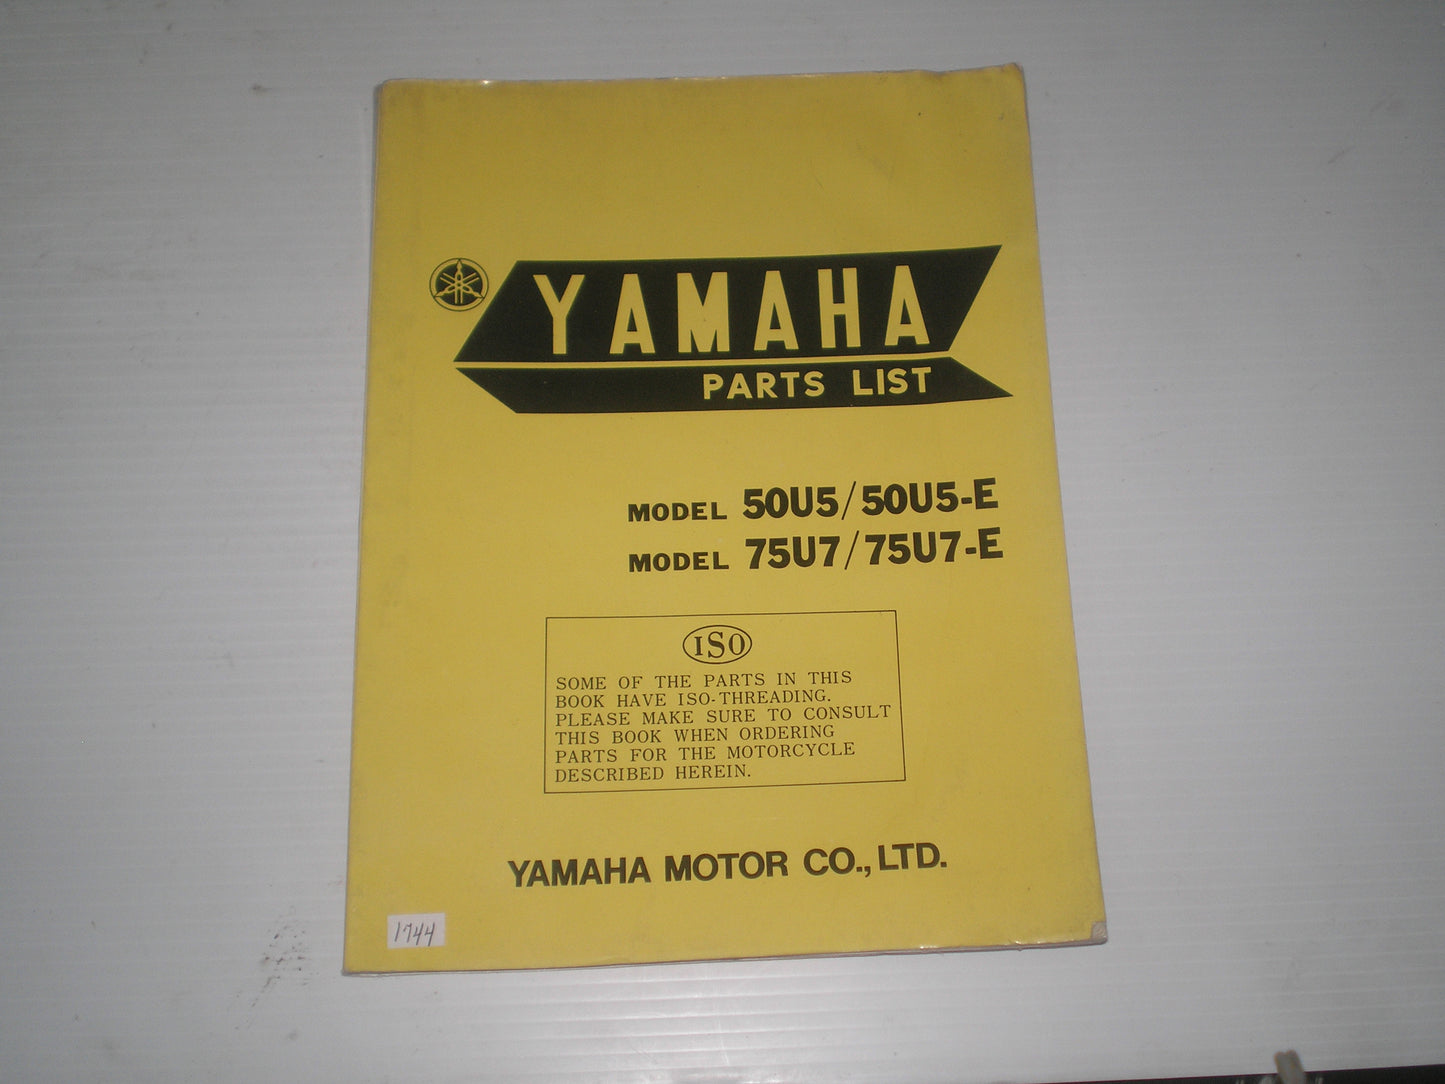 YAMAHA
PARTS LIST
MODEL 50U5/50U5-E
MODEL 75U7/75U7-E
ISO
SOME OF THE PARTS IN THIS
BOOK HAVE ISO-THREADING.
PLEASE MAKE SURE TO CONSULT
THIS BOOK WHEN ORDERING
PARTS FOR THE MOTORCYCLE
DESCRIBED HEREIN.
YAMAHA MOTOR CO., LTD.
1744